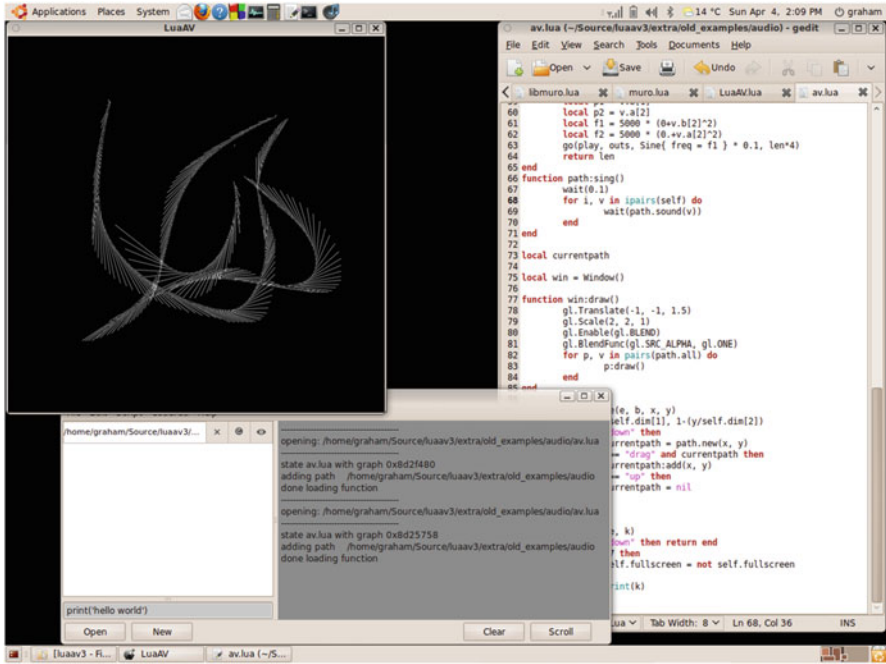 Applications Places System
14 °C Sun Apr 4, 2:09 PM graham
LuaAV
av.lua (~/Source/luaav3/extra/old_examples/audio) - gedit
File Edit View Search Tools Documents Help
Open Save Undo
libmuro.lua muro.lua LuaAV.lua av.lua
60 local p2 = v.a[2]
61 local f1 = 5000 * (0+v.b[2]^2)
62 local f2 = 5000 * (0.+v.a[2]^2)
63 go(play, outs, Sine{ freq = f1 } * 0.1, len*4)
64 return len
65 end
66 function path:sing()
67 wait(0.1)
68 for i, v in ipairs(self) do
69 wait(path.sound(v))
70 end
71 end
72
73 local currentpath
74
75 local win = Window()
76
77 function win:draw()
78 gl.Translate(-1, -1, 1.5)
79 gl.Scale(2, 2, 1)
80 gl.Enable(gl.BLEND)
81 gl.BlendFunc(gl.SRC_ALPHA, gl.ONE)
82 for p, v in pairs(path.all) do
83 p:draw()
84 end
85 end
(e, b, x, y)
self.dim[1], 1-(y/self.dim[2])
down" then
urrentpath = path.new(x, y)
= "drag" and currentpath then
urrentpath:add(x, y)
= "up" then
urrentpath = nil
, k)
down" then return end
7 then
elf.fullscreen = not self.fullscreen
int(k)
.ua Tab Width: 8 Ln 68, Col 36 INS
/home/graham/Source/luaav3/...
opening: /home/graham/Source/luaav3/extra/old_examples/audio/av.lua
state av.lua with graph 0x8d2f480
adding path /home/graham/Source/luaav3/extra/old_examples/audio
done loading function
opening: /home/graham/Source/luaav3/extra/old_examples/audio/av.lua
state av.lua with graph 0x8d25758
adding path /home/graham/Source/luaav3/extra/old_examples/audio
done loading function
print('hello world')
Open New Clear Scroll
[luaav3 - Fi... LuaAV av.lua (~/S...